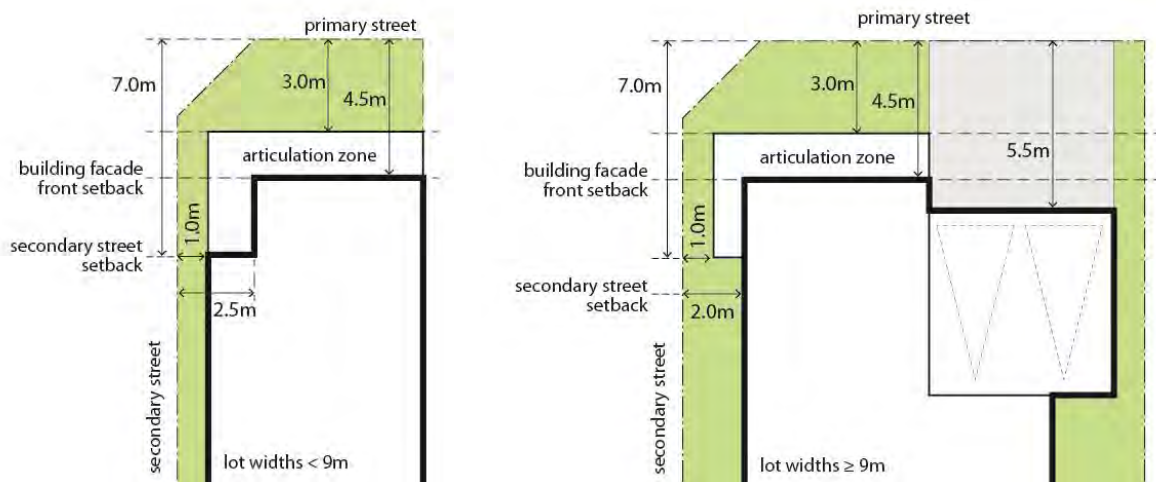 primary street
7.0m
3.0m
4.5m
articulation zone
building facade
front setback
1.0m
secondary street
setback
2.5m
secondary street
lot widths < 9m
primary street
7.0m
3.0m
4.5m
5.5m
articulation zone
building facade
front setback
1.0m
secondary street
setback
2.0m
secondary street
lot widths ≥ 9m